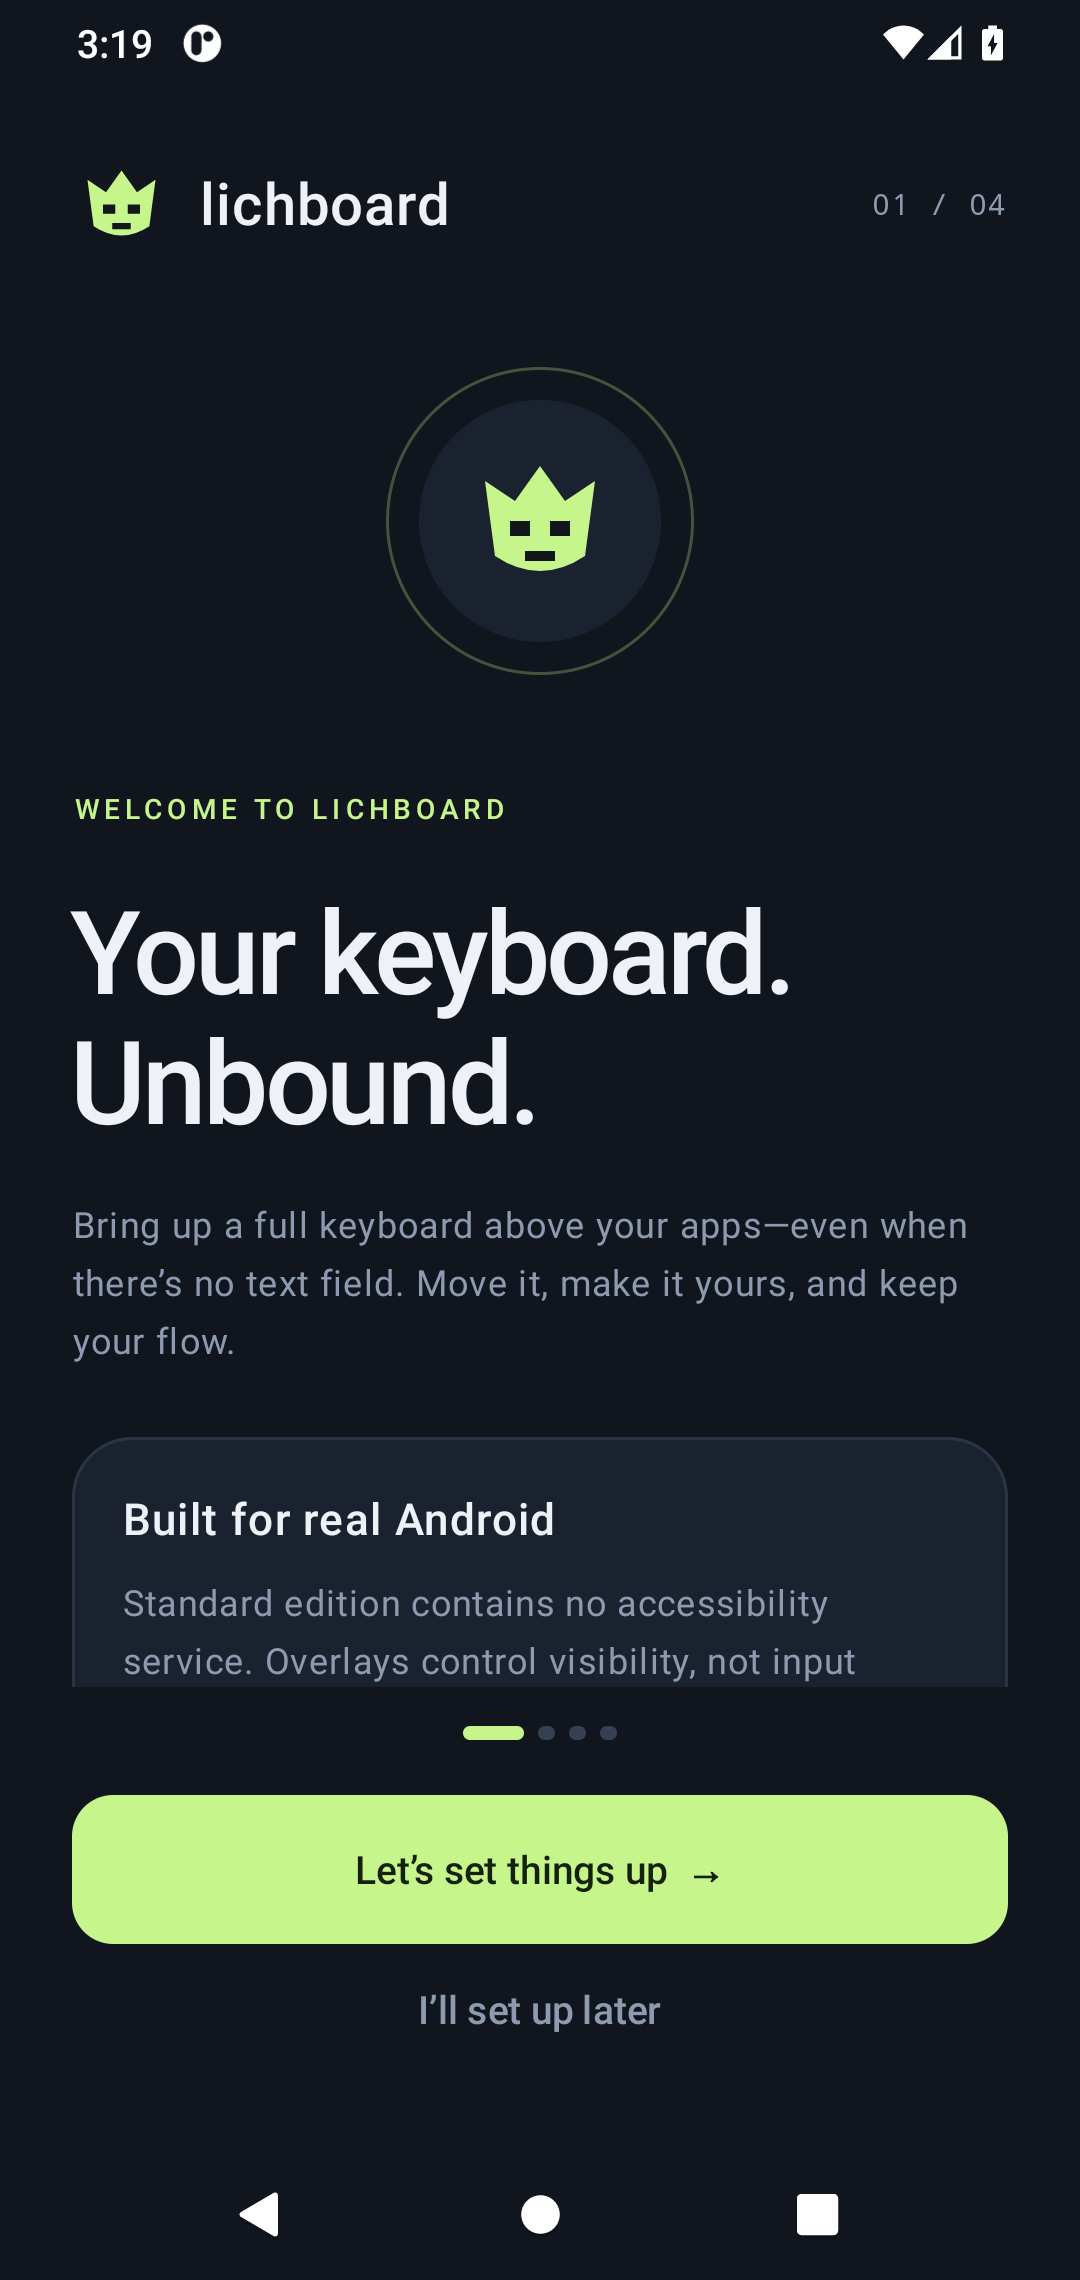 3:19
lichboard
01 / 04
WELCOME TO LICHBOARD
Your keyboard.
Unbound.
Bring up a full keyboard above your apps—even when
there’s no text field. Move it, make it yours, and keep
your flow.
Built for real Android
Standard edition contains no accessibility
service. Overlays control visibility, not input
Let’s set things up →
I’ll set up later